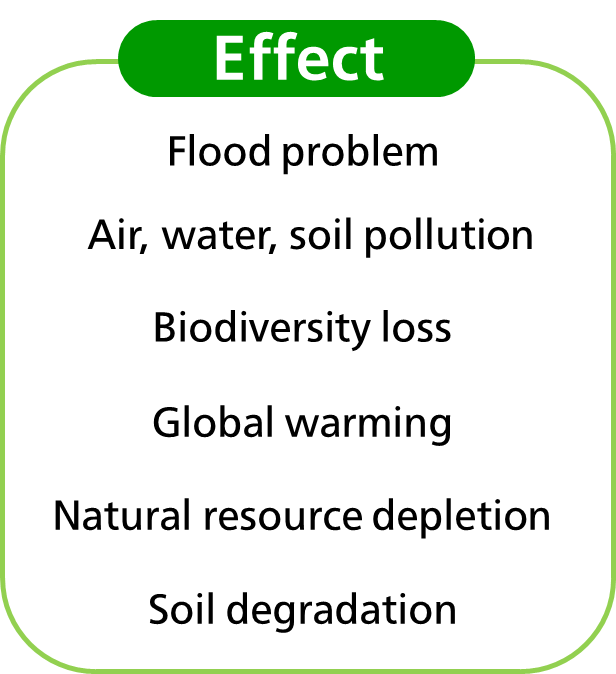 Effect
Flood problem
Air, water, soil pollution
Biodiversity loss
Global warming
Natural resource depletion
Soil degradation